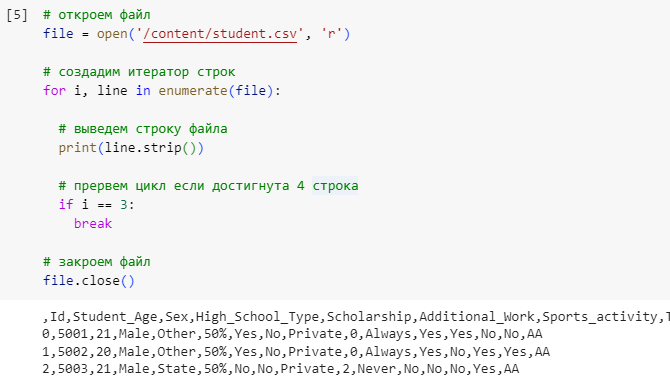 [5] # откроем файл
file = open('/content/student.csv', 'r')
# создадим итератор строк
for i, line in enumerate(file):
# выведем строку файла
print(line.strip())
# прервем цикл если достигнута 4 строка
if i == 3:
break
# закроем файл
file.close()
,Id,Student_Age,Sex,High_School_Type,Scholarship,Additional_Work,Sports_activity,T
0,5001,21,Male,Other,50%,Yes,No,Private,0,Always,Yes,Yes,No,No,AA
1,5002,20,Male,Other,50%,Yes,No,Private,0,Always,Yes,No,Yes,Yes,AA
2,5003,21,Male,State,50%,No,No,Private,2,Never,No,No,No,Yes,AA